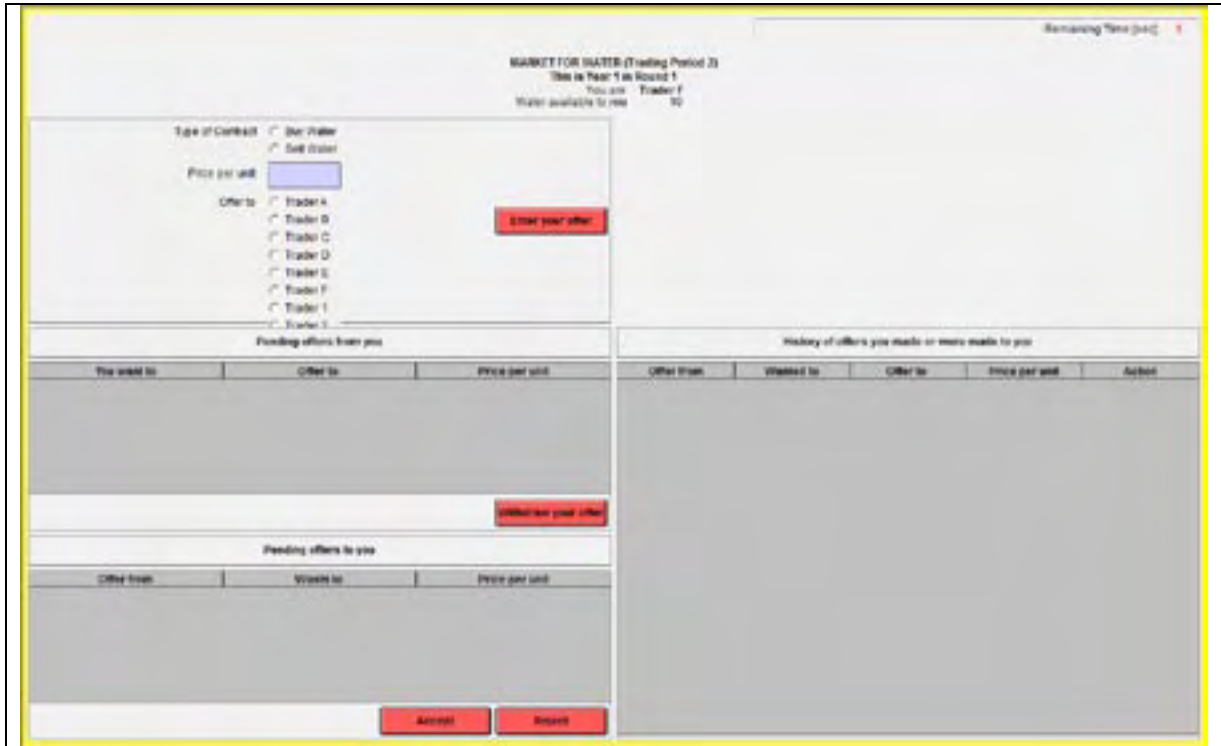 Remaining Time [sec]
MARKET FOR WATER (Trading Period 2)
This is Year 1 in Round 1
You are Trader
Water available to you
Type of Contract Buy Water
Sell Water
Price per unit
Offer to Trader A
Trader B
Trader C
Trader D
Trader E
Trader F
Trader 1
Enter your offer
Pending offers from you
You want to Offer to Price per unit
Withdraw your offer
Pending offers to you
Offer from Wants to Price per unit
Accept Reject
History of offers you made or were made to you
Offer from Wanted to Offer to Price per unit Action